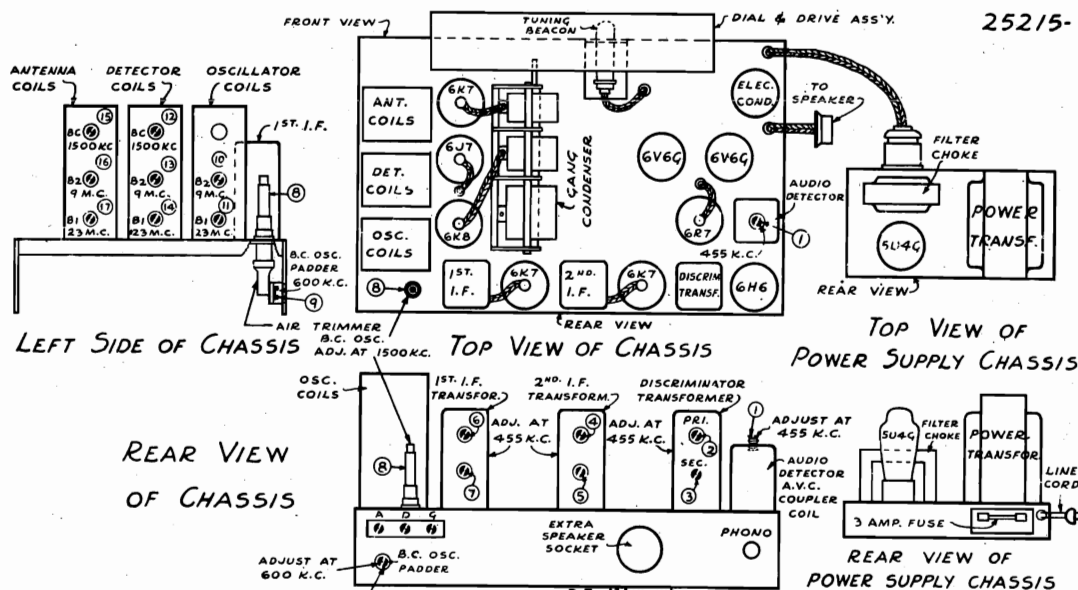 25215-
FRONT VIEW
TUNING
BEACON
DIAL & DRIVE ASS'Y.
ANTENNA
COILS
DETECTOR
COILS
OSCILLATOR
COILS
1ST. I.F.
15
BC
1500KC
16
B2
9 M.C.
17
B1
23 M.C.
12
BC
1500KC
13
B2
9 M.C.
14
B1
23 M.C.
10
B2
9 M.C.
11
B1
23 M.C.
8
B.C. OSC.
PADDER
600 K.C.
9
AIR TRIMMER
B.C. OSC.
ADJ. AT 1500 K.C.
LEFT SIDE OF CHASSIS
ANT.
COILS
DET.
COILS
OSC.
COILS
6K7
6J7
6K8
GANG
CONDENSER
ELEC.
COND.
TO
SPEAKER
6V6G
6V6G
6R7
AUDIO
DETECTOR
1
455 K.C.
8
1ST.
I.F.
6K7
2ND.
I.F.
6K7
DISCRIM.
TRANSF.
6H6
REAR VIEW
TOP VIEW OF CHASSIS
FILTER
CHOKE
5U4G
POWER
TRANSF.
REAR VIEW
TOP VIEW OF
POWER SUPPLY CHASSIS
REAR VIEW
OF CHASSIS
OSC.
COILS
8
1ST. I.F.
TRANSFOR.
6
7
ADJ. AT
455 K.C.
2ND. I.F.
TRANSFORM.
4
5
ADJ. AT
455 K.C.
DISCRIMINATOR
TRANSFORMER
PRI.
2
SEC.
3
1
ADJUST AT
455 K.C.
AUDIO
DETECTOR
A.V.C.
COUPLER
COIL
A D G
ADJUST AT
600 K.C.
B.C. OSC.
PADDER
EXTRA
SPEAKER
SOCKET
PHONO
5U4G
FILTER
CHOKE
POWER
TRANSFOR.
LINE
CORD
3 AMP. FUSE
REAR VIEW OF
POWER SUPPLY CHASSIS